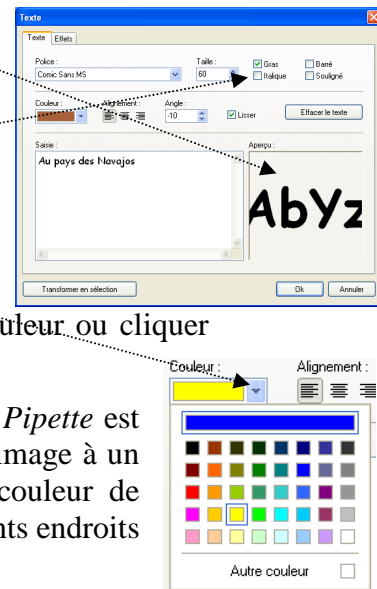 Texte
Texte Effets
Police : Taille :
Comic Sans MS 60
Gras Barré
Italique Souligné
Couleur : Alignement : Angle :
-10 Lisser Effacer le texte
Saisie : Aperçu :
Au pays des Navajos
AbYz
Transformer en sélection Ok Annuler
uleur ou cliquer
Couleur : Alignement :
Pipette est
image à un
couleur de
nts endroits
Autre couleur